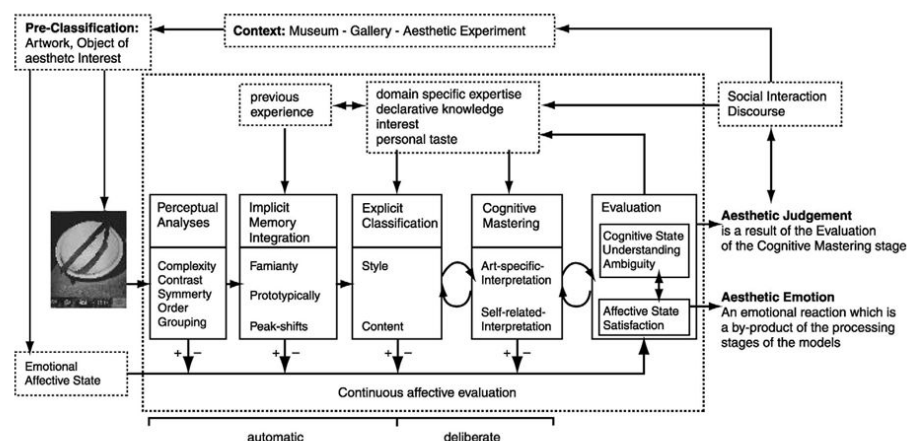 Pre-Classification:
Artwork, Object of
aesthetc Interest
Context: Museum - Gallery - Aesthetic Experiment
previous
experience
domain specific expertise
declarative knowledge
interest
personal taste
Social Interaction
Discourse
Perceptual
Analyses
Complexity
Contrast
Symmerty
Order
Grouping
Implicit
Memory
Integration
Famianty
Prototypically
Peak-shifts
Explicit
Classification
Style
Content
Cognitive
Mastering
Art-specific-
Interpretation
Self-related-
Interpretation
Evaluation
Cognitive State
Understanding
Ambiguity
Affective State
Satisfaction
Aesthetic Judgement
is a result of the Evaluation
of the Cognitive Mastering stage
Aesthetic Emotion
An emotional reaction which is
a by-product of the processing
stages of the models
+ −
+ −
+ −
+ −
Emotional
Affective State
Continuous affective evaluation
automatic
deliberate